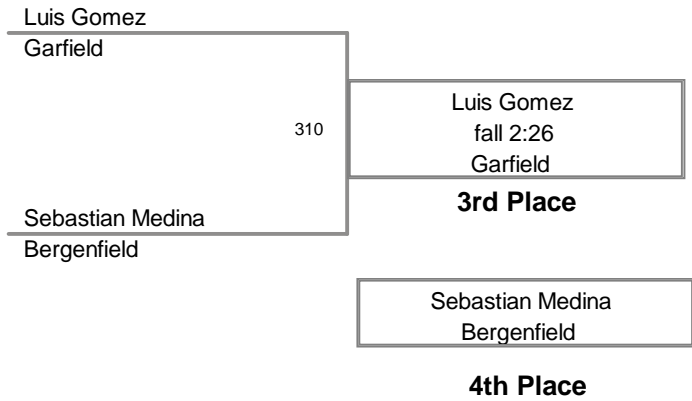 Luis Gomez
Garfield
310
Luis Gomez
fall 2:26
Garfield
3rd Place
Sebastian Medina
Bergenfield
Sebastian Medina
Bergenfield
4th Place